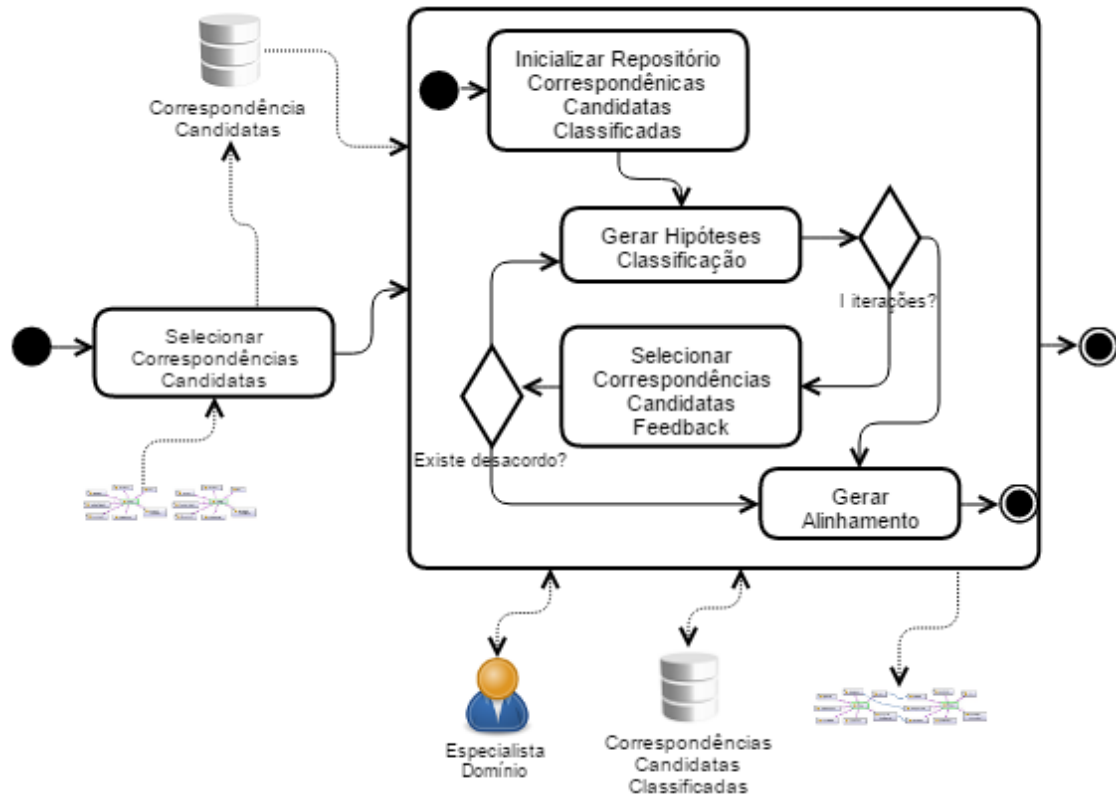 Correspondência
Candidatas
Inicializar Repositório
Correspondênicas
Candidatas
Classificadas
Gerar Hipóteses
Classificação
I iterações?
Selecionar
Correspondências
Candidatas
Selecionar
Correspondências
Candidatas
Feedback
Existe desacordo?
Gerar
Alinhamento
Especialista
Domínio
Correspondências
Candidatas
Classificadas